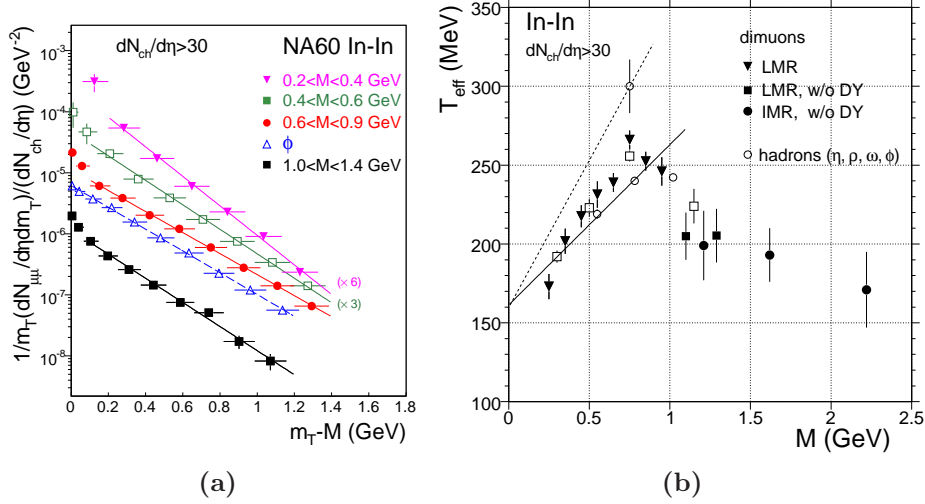 NA60 In-In
dN_ch/dη>30
0.2<M<0.4 GeV
0.4<M<0.6 GeV
0.6<M<0.9 GeV
ϕ
1.0<M<1.4 GeV
(× 6)
(× 3)
1/m_T(dN_μμ/dηdm_T)/(dN_ch/dη) (GeV⁻²)
10⁻³
10⁻⁴
10⁻⁵
10⁻⁶
10⁻⁷
10⁻⁸
0 0.2 0.4 0.6 0.8 1 1.2 1.4 1.6 1.8
m_T-M (GeV)
(a)
In-In
dN_ch/dη>30
dimuons
LMR
LMR, w/o DY
IMR, w/o DY
hadrons (η, ρ, ω, ϕ)
T_eff (MeV)
350
300
250
200
150
100
0 0.5 1 1.5 2 2.5
M (GeV)
(b)